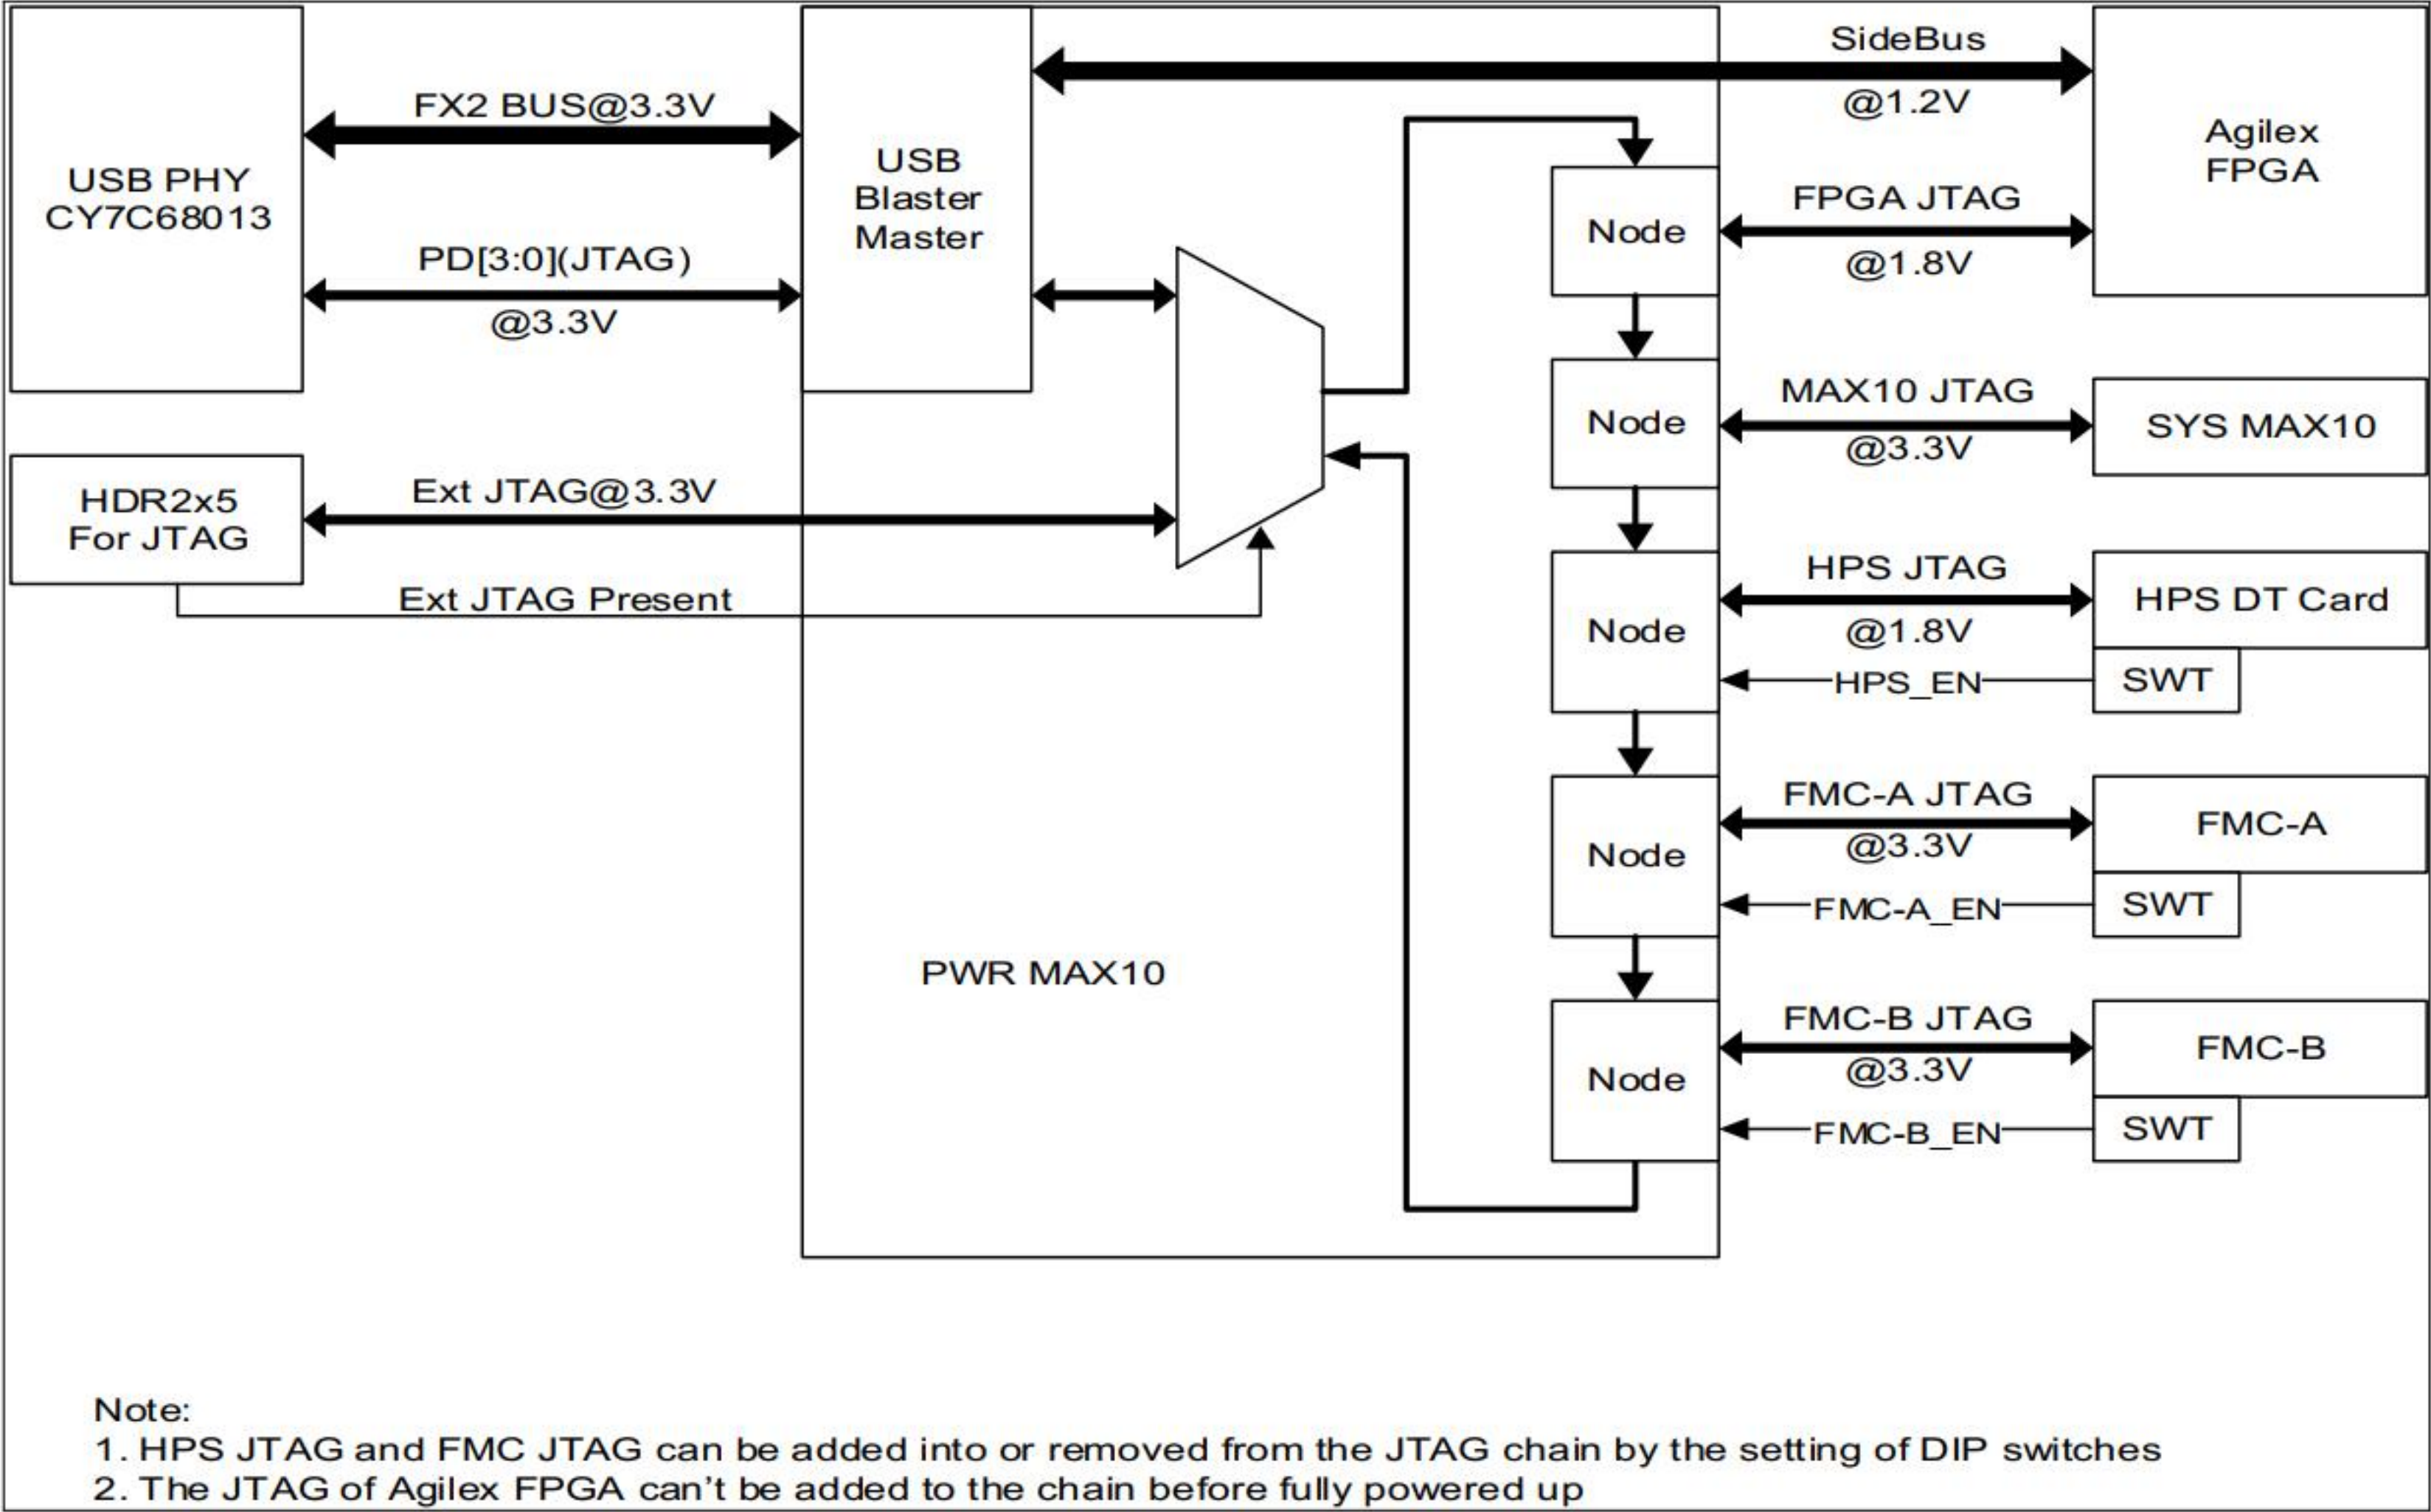 USB PHY
CY7C68013
FX2 BUS@3.3V
PD[3:0](JTAG)
@3.3V
USB
Blaster
Master
SideBus
@1.2V
Agilex
FPGA
Node
FPGA JTAG
@1.8V
Node
MAX10 JTAG
@3.3V
SYS MAX10
HDR2x5
For JTAG
Ext JTAG@3.3V
Ext JTAG Present
Node
HPS JTAG
@1.8V
HPS DT Card
HPS_EN
SWT
Node
FMC-A JTAG
@3.3V
FMC-A
FMC-A_EN
SWT
PWR MAX10
Node
FMC-B JTAG
@3.3V
FMC-B
FMC-B_EN
SWT
Note:
1. HPS JTAG and FMC JTAG can be added into or removed from the JTAG chain by the setting of DIP switches
2. The JTAG of Agilex FPGA can't be added to the chain before fully powered up